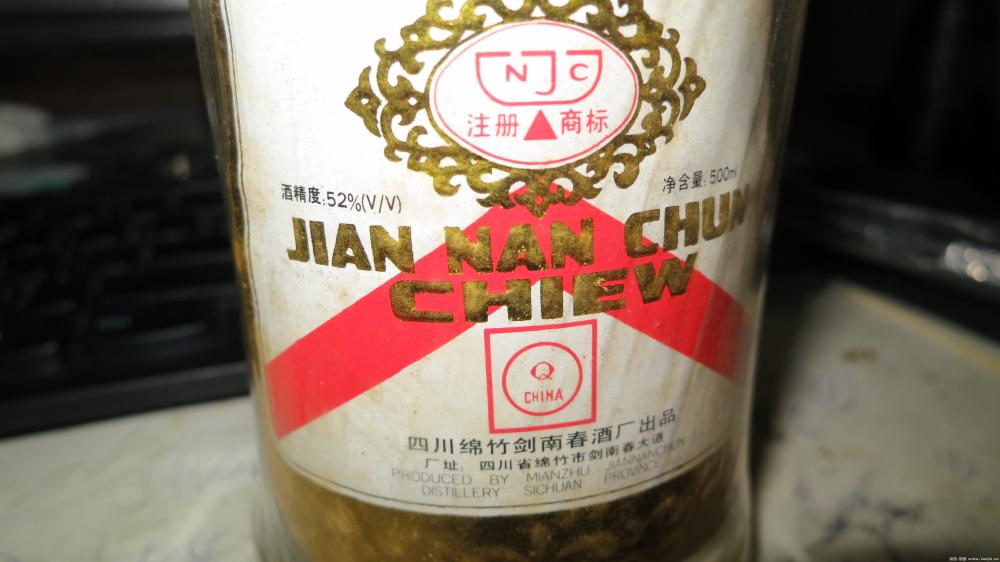 NJC
注册▲商标
酒精度:52%(V/V)
净含量:500ml
JIAN NAN CHUN
CHIEW
Q
CHINA
四川绵竹剑南春酒厂出品
厂址:四川省绵竹市剑南春大道
PRODUCED BY MIANZHU JIANNANCHUN
DISTILLERY SICHUAN PROVINCE